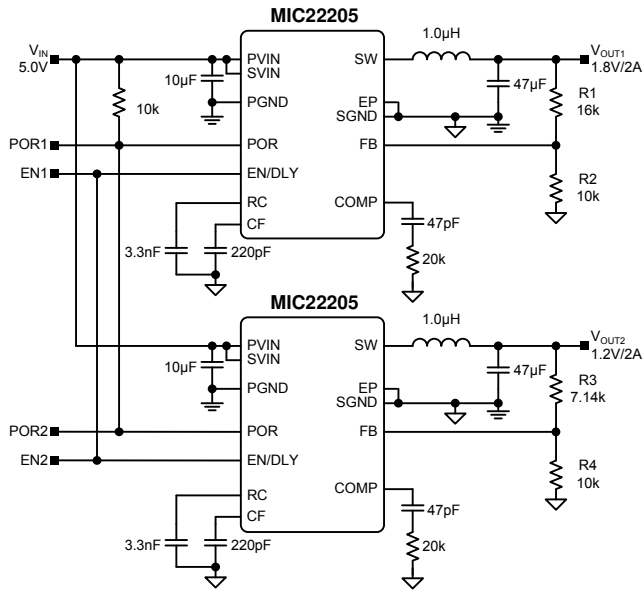 MIC22205
V_IN
5.0V
10µF
10k
PVIN
SVIN
PGND
SW
EP
SGND
1.0µH
47µF
V_OUT1
1.8V/2A
R1
16k
POR1
POR
FB
EN1
EN/DLY
R2
10k
RC
COMP
CF
3.3nF
220pF
47pF
20k
MIC22205
10µF
PVIN
SVIN
PGND
SW
EP
SGND
1.0µH
47µF
V_OUT2
1.2V/2A
R3
7.14k
POR2
POR
FB
EN2
EN/DLY
R4
10k
RC
COMP
CF
3.3nF
220pF
47pF
20k